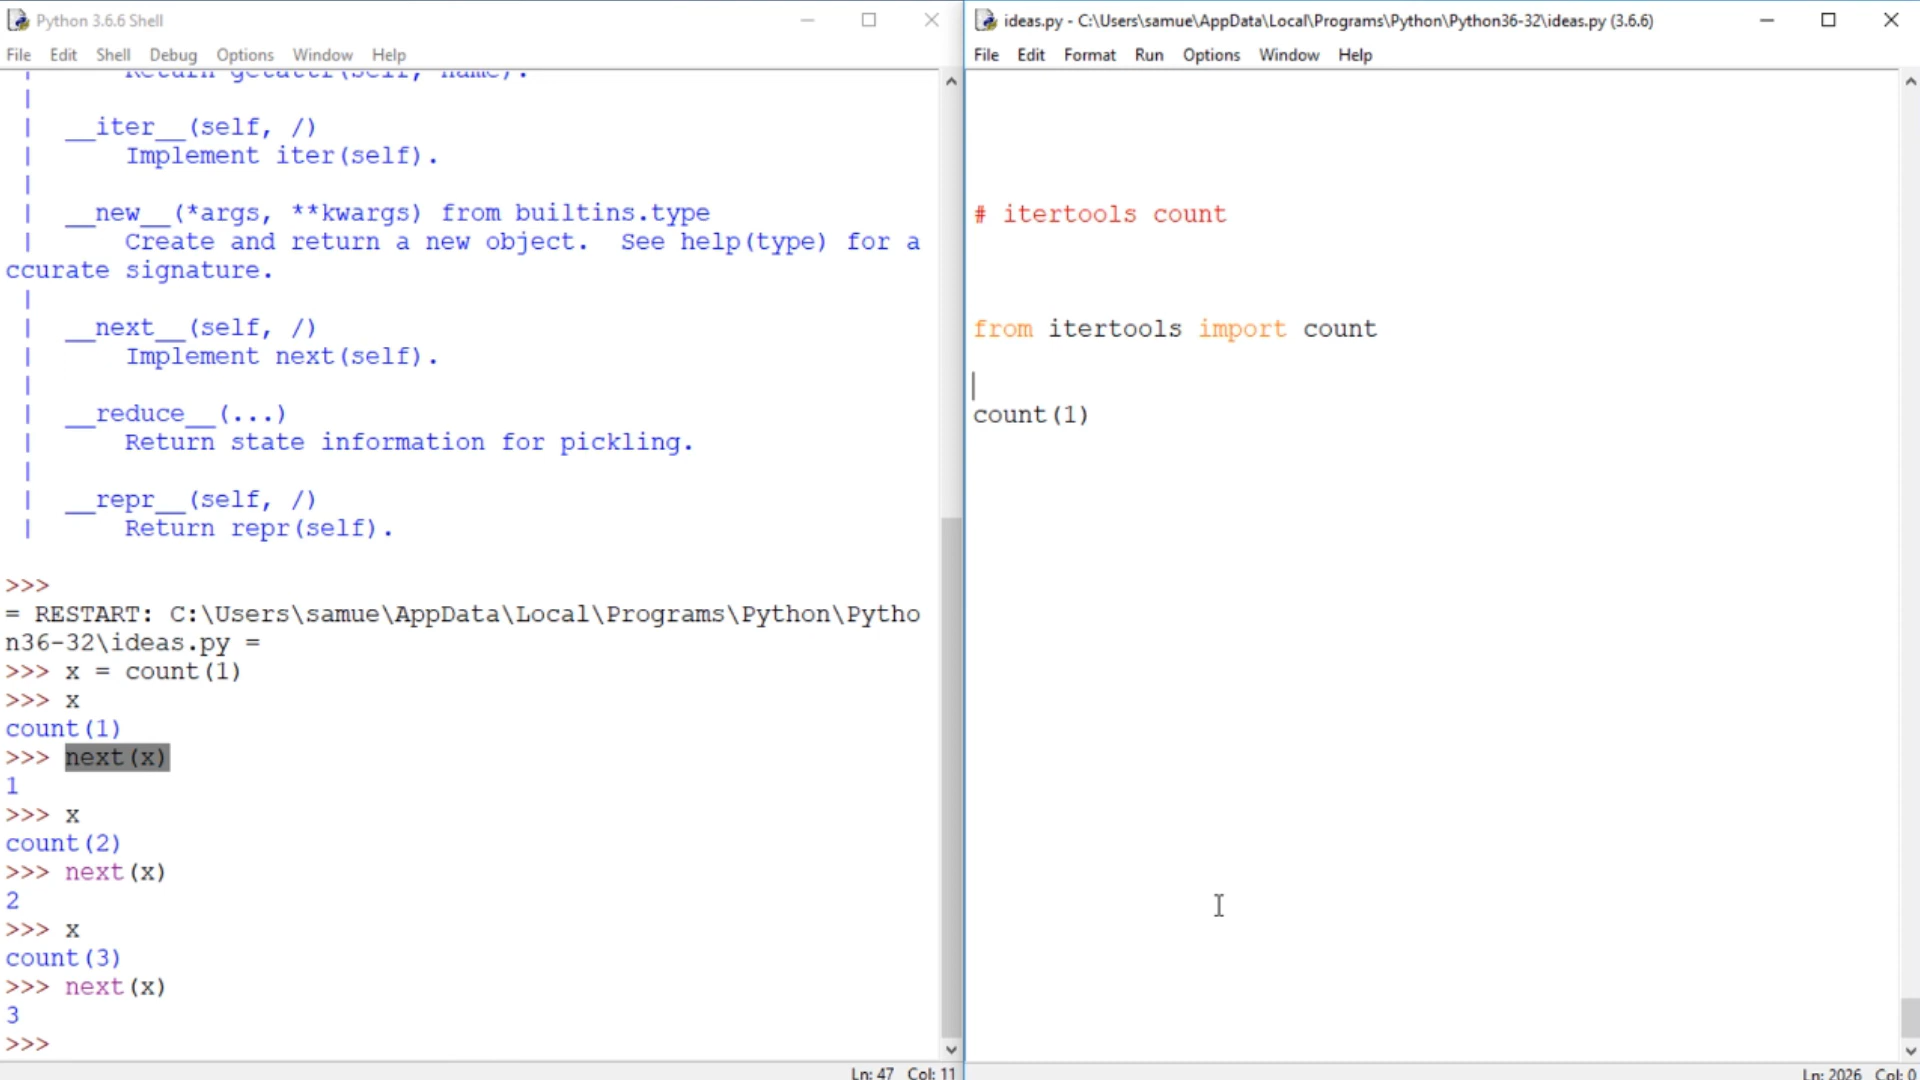 Python 3.6.6 Shell
File Edit Shell Debug Options Window Help
| Return getattr(self, name).
|
| __iter__(self, /)
| Implement iter(self).
|
| __new__(*args, **kwargs) from builtins.type
| Create and return a new object.  See help(type) for a
ccurate signature.
|
| __next__(self, /)
| Implement next(self).
|
| __reduce__(...)
| Return state information for pickling.
|
| __repr__(self, /)
| Return repr(self).
>>>
= RESTART: C:\Users\samue\AppData\Local\Programs\Python\Pytho
n36-32\ideas.py =
>>> x = count(1)
>>> x
count(1)
>>> next(x)
1
>>> x
count(2)
>>> next(x)
2
>>> x
count(3)
>>> next(x)
3
>>>
Ln: 47 Col: 11
ideas.py - C:\Users\samue\AppData\Local\Programs\Python\Python36-32\ideas.py (3.6.6)
File Edit Format Run Options Window Help
# itertools count
from itertools import count
count(1)
Ln: 2026 Col: 0